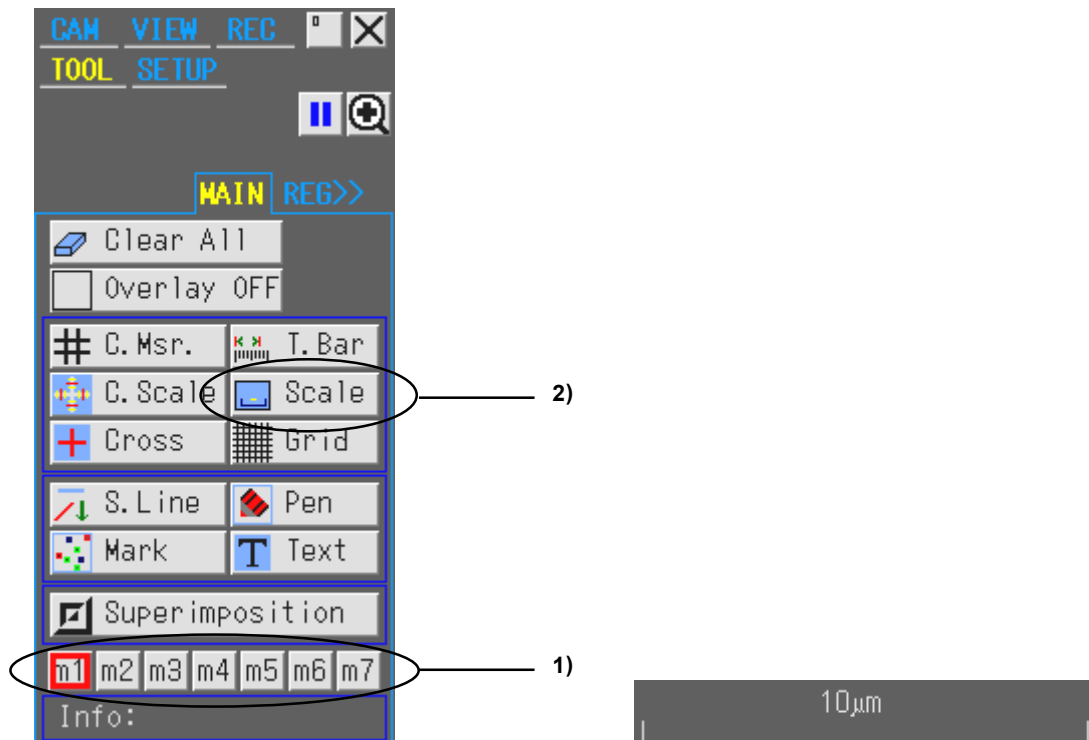 CAM VIEW REC
TOOL SETUP
MAIN REG>>
Clear All
Overlay OFF
C.Msr. T.Bar
C.Scale Scale
2)
Cross Grid
S.Line Pen
Mark T Text
Superimposition
m1 m2 m3 m4 m5 m6 m7
1)
Info:
10μm